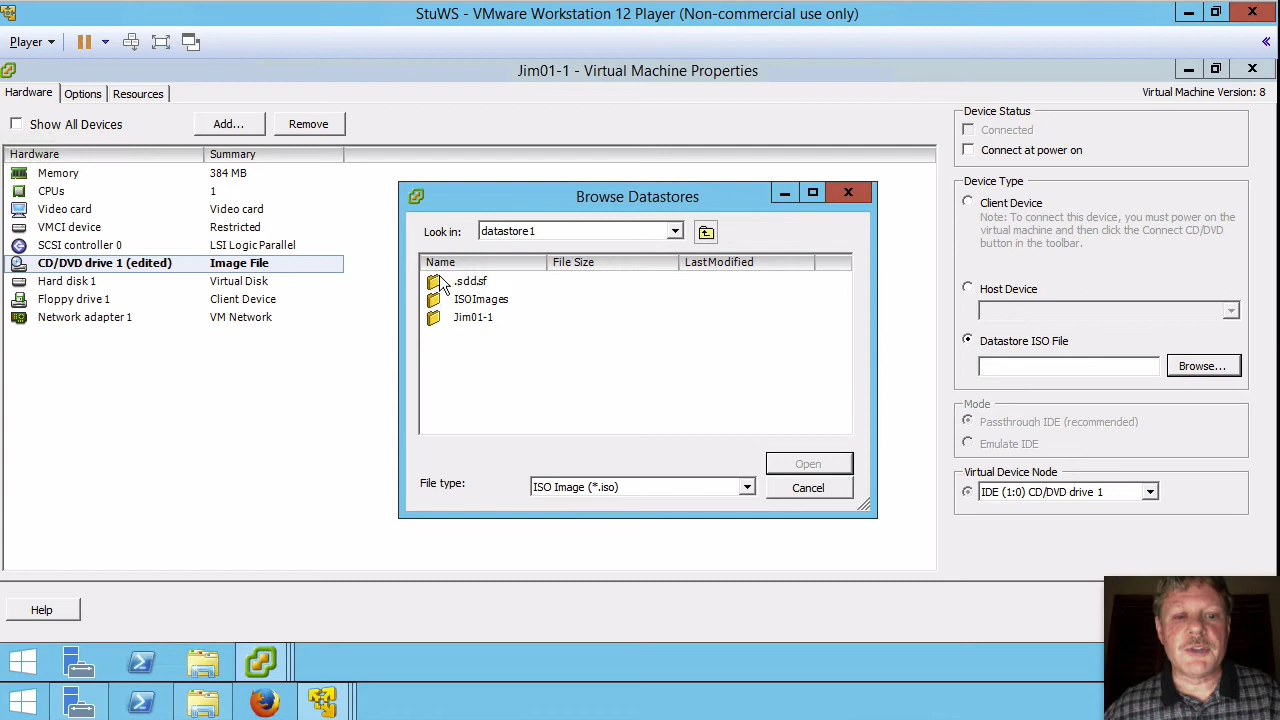 StuWS - VMware Workstation 12 Player (Non-commercial use only)
Player
Jim01-1 - Virtual Machine Properties
Hardware Options Resources
Virtual Machine Version: 8
Show All Devices
Add...
Remove
Hardware Summary
Memory 384 MB
CPUs 1
Video card Video card
VMCI device Restricted
SCSI controller 0 LSI Logic Parallel
CD/DVD drive 1 (edited) Image File
Hard disk 1 Virtual Disk
Floppy drive 1 Client Device
Network adapter 1 VM Network
Browse Datastores
Look in: datastore1
Name File Size Last Modified
.sdd.sf
ISOImages
Jim01-1
File type: ISO Image (*.iso)
Open
Cancel
Device Status
Connected
Connect at power on
Device Type
Client Device
Note: To connect this device, you must power on the
virtual machine and then click the Connect CD/DVD
button in the toolbar.
Host Device
Datastore ISO File
Browse...
Mode
Passthrough IDE (recommended)
Emulate IDE
Virtual Device Node
IDE (1:0) CD/DVD drive 1
Help